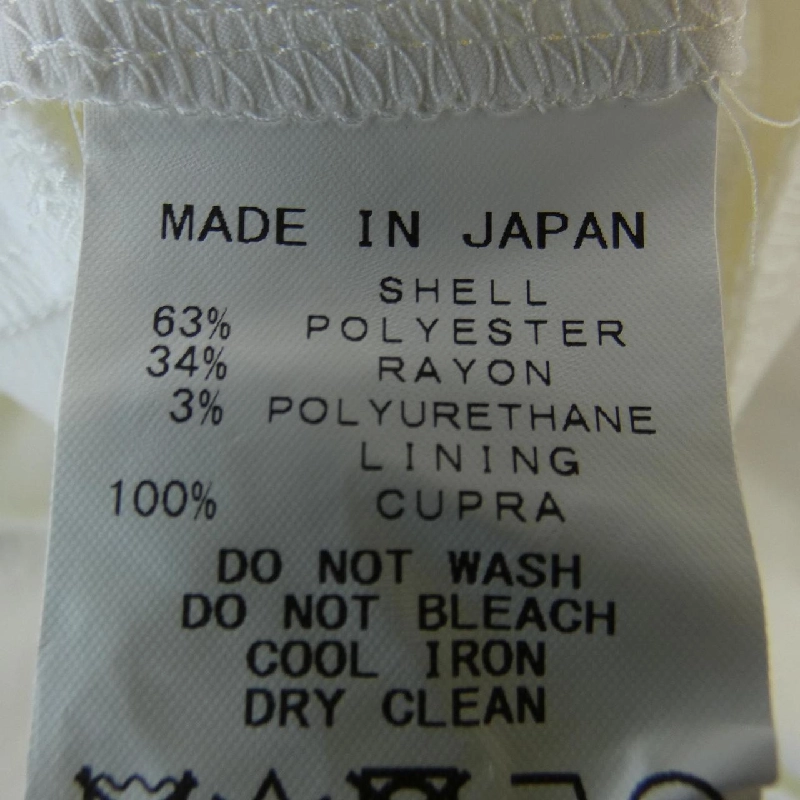 MADE IN JAPAN
SHELL
63% POLYESTER
34% RAYON
3% POLYURETHANE
LINING
100% CUPRA
DO NOT WASH
DO NOT BLEACH
COOL IRON
DRY CLEAN